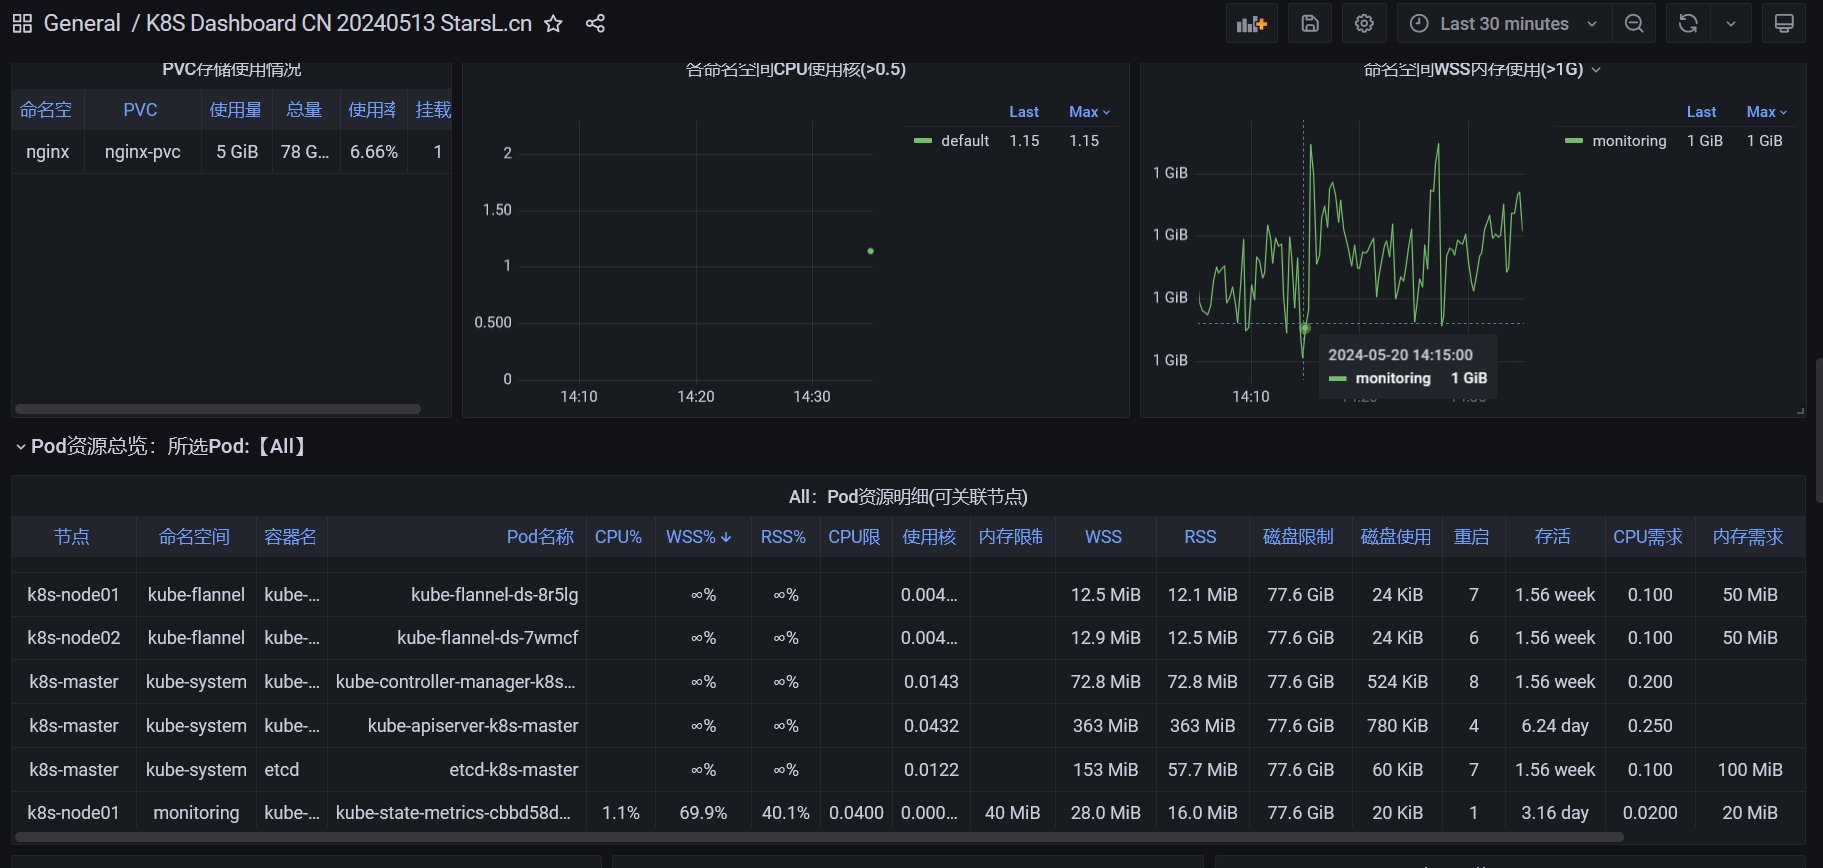 General / K8S Dashboard CN 20240513 StarsL.cn
Last 30 minutes
PVC存储使用情况
命名空 PVC 使用量 总量 使用率 挂载
nginx nginx-pvc 5 GiB 78 G... 6.66% 1
各命名空间CPU使用核(>0.5)
Last Max
default 1.15 1.15
2
1.50
1
0.500
0
14:10 14:20 14:30
命名空间WSS内存使用(>1G)
Last Max
monitoring 1 GiB 1 GiB
1 GiB
1 GiB
1 GiB
1 GiB
2024-05-20 14:15:00
monitoring 1 GiB
14:10
Pod资源总览：所选Pod:【All】
All：Pod资源明细(可关联节点)
节点 命名空间 容器名 Pod名称 CPU% WSS% RSS% CPU限 使用核 内存限制 WSS RSS 磁盘限制 磁盘使用 重启 存活 CPU需求 内存需求
k8s-node01 kube-flannel kube-... kube-flannel-ds-8r5lg ∞% ∞% 0.004... 12.5 MiB 12.1 MiB 77.6 GiB 24 KiB 7 1.56 week 0.100 50 MiB
k8s-node02 kube-flannel kube-... kube-flannel-ds-7wmcf ∞% ∞% 0.004... 12.9 MiB 12.5 MiB 77.6 GiB 24 KiB 6 1.56 week 0.100 50 MiB
k8s-master kube-system kube-... kube-controller-manager-k8s... ∞% ∞% 0.0143 72.8 MiB 72.8 MiB 77.6 GiB 524 KiB 8 1.56 week 0.200
k8s-master kube-system kube-... kube-apiserver-k8s-master ∞% ∞% 0.0432 363 MiB 363 MiB 77.6 GiB 780 KiB 4 6.24 day 0.250
k8s-master kube-system etcd etcd-k8s-master ∞% ∞% 0.0122 153 MiB 57.7 MiB 77.6 GiB 60 KiB 7 1.56 week 0.100 100 MiB
k8s-node01 monitoring kube-... kube-state-metrics-cbbd58d... 1.1% 69.9% 40.1% 0.0400 0.000... 40 MiB 28.0 MiB 16.0 MiB 77.6 GiB 20 KiB 1 3.16 day 0.0200 20 MiB